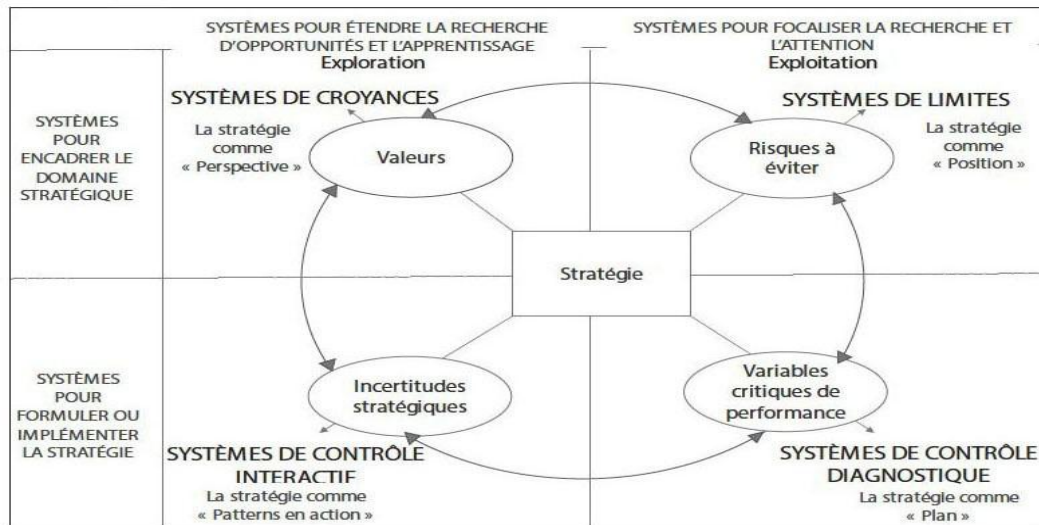 SYSTÈMES POUR ÉTENDRE LA RECHERCHE
D'OPPORTUNITÉS ET L'APPRENTISSAGE
Exploration
SYSTÈMES POUR FOCALISER LA RECHERCHE ET
L'ATTENTION
Exploitation
SYSTÈMES
POUR
ENCADRER LE
DOMAINE
STRATÉGIQUE
SYSTÈMES DE CROYANCES
La stratégie
comme
« Perspective »
Valeurs
SYSTÈMES DE LIMITES
Risques à
éviter
La stratégie
comme
« Position »
Stratégie
SYSTÈMES
POUR
FORMULER OU
IMPLÉMENTER
LA STRATÉGIE
Incertitudes
stratégiques
SYSTÈMES DE CONTRÔLE
INTERACTIF
La stratégie comme
« Patterns en action »
Variables
critiques de
performance
SYSTÈMES DE CONTRÔLE
DIAGNOSTIQUE
La stratégie comme
« Plan »